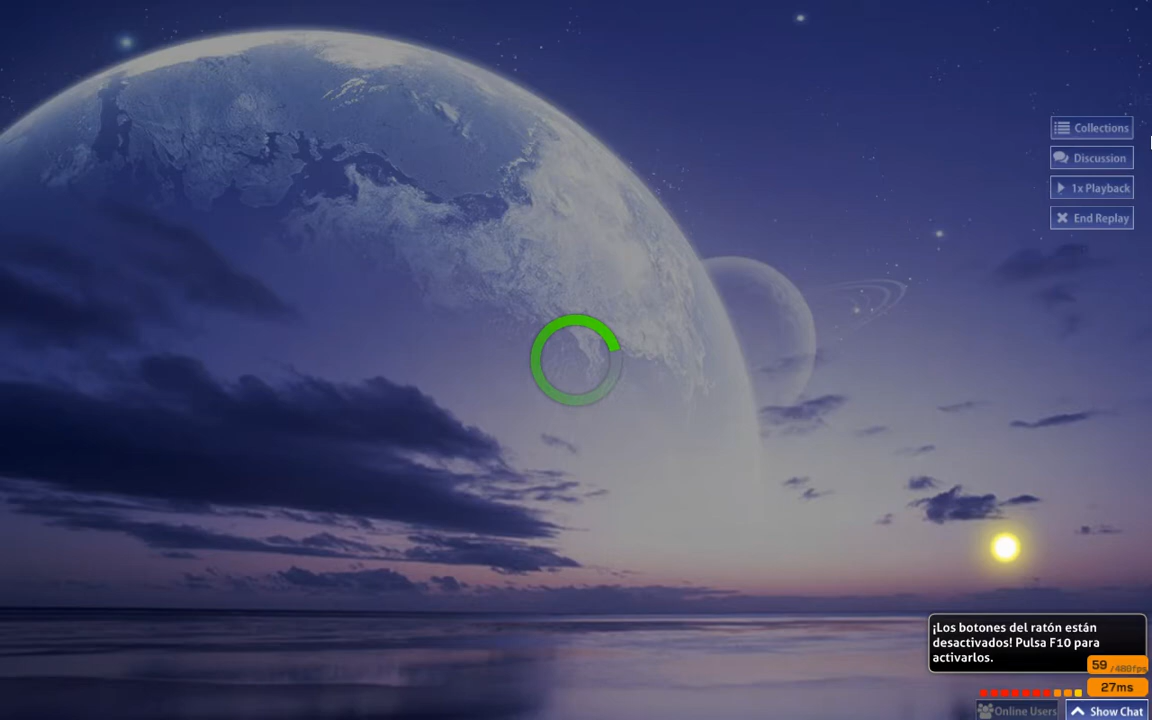 Collections
Discussion
1x Playback
End Replay
¡Los botones del ratón están
desactivados! Pulsa F10 para
activarlos.
59 /480fps
27ms
Online Users
Show Chat